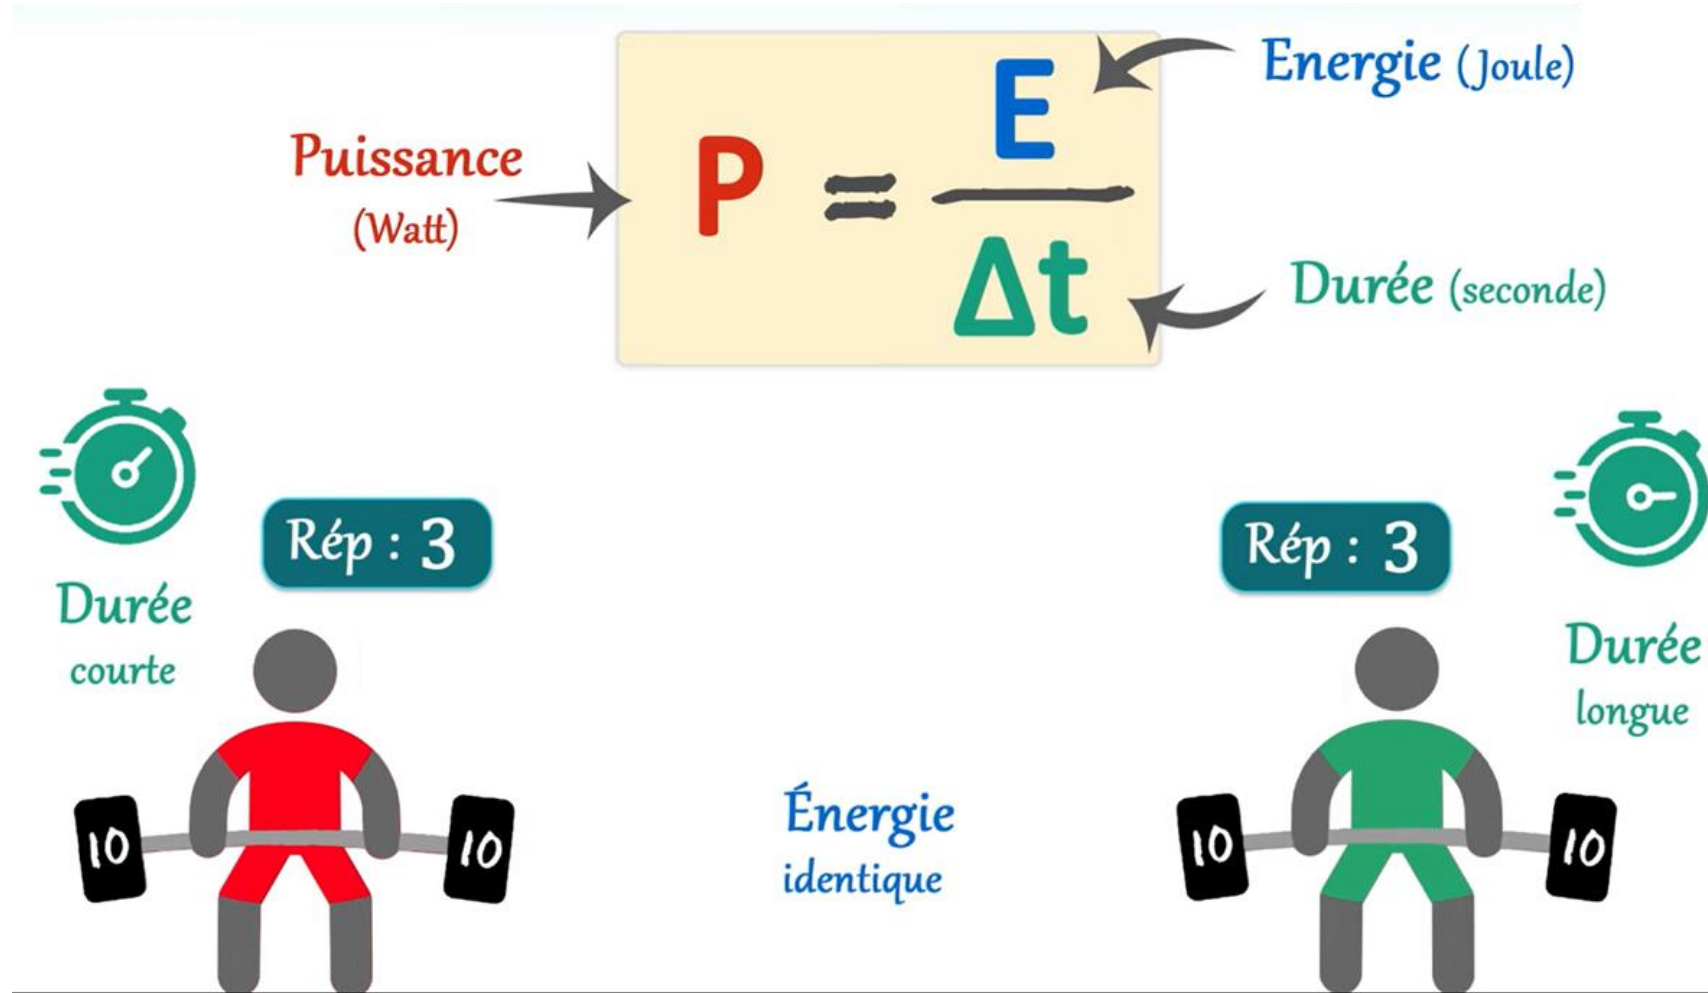 Puissance
(Watt)
P = E
Δt
Energie (Joule)
Durée (seconde)
Durée
courte
Rép : 3
10 10
Énergie
identique
Rép : 3
Durée
longue
10 10